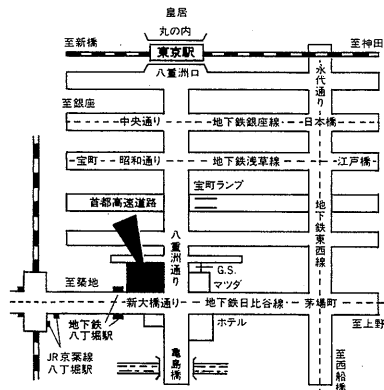 皇居
丸の内
至新橋
東京駅
至神田
八重洲口
永代通り
至銀座
中央通り
地下鉄銀座線
日本橋
宝町
昭和通り
地下鉄浅草線
江戸橋
宝町ランプ
首都高速道路
八重洲通り
地下鉄東西線
G.S.
至築地
マツダ
新大橋通り
地下鉄日比谷線
茅場町
地下鉄
八丁堀駅
ホテル
至上野
JR京葉線
八丁堀駅
亀島橋
至西船橋